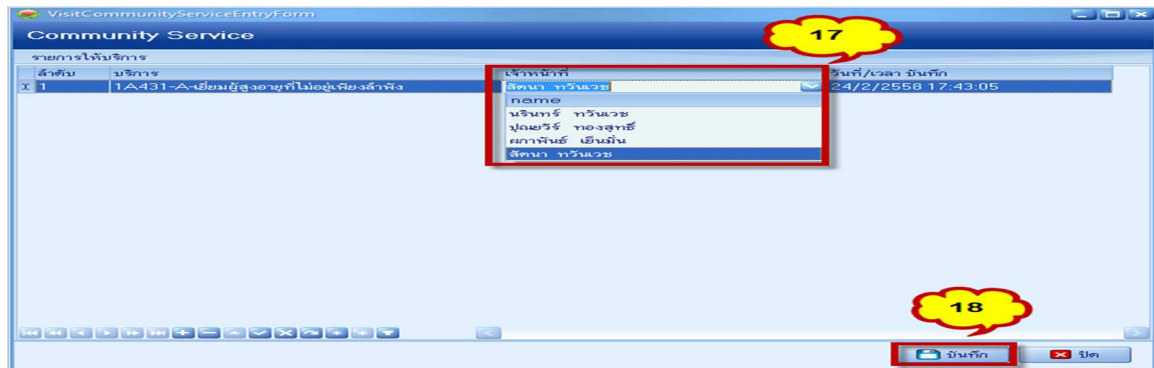 VisitCommunityServiceEntryForm
Community Service
17
รายการให้บริการ
ลำดับ บริการ เจ้าหน้าที่ วันที่/เวลา บันทึก
1 1A431-A-เยี่ยมผู้สูงอายุที่ไม่อยู่เพียงลำพัง สัตนา ทวันเวช 24/2/2558 17:43:05
name
นรินทร์ ทวันเวช
ปุณยวีร์ ทองสุทธิ์
ผกาพันธ์ เย็นมั่น
สัตนา ทวันเวช
18
บันทึก ปิด